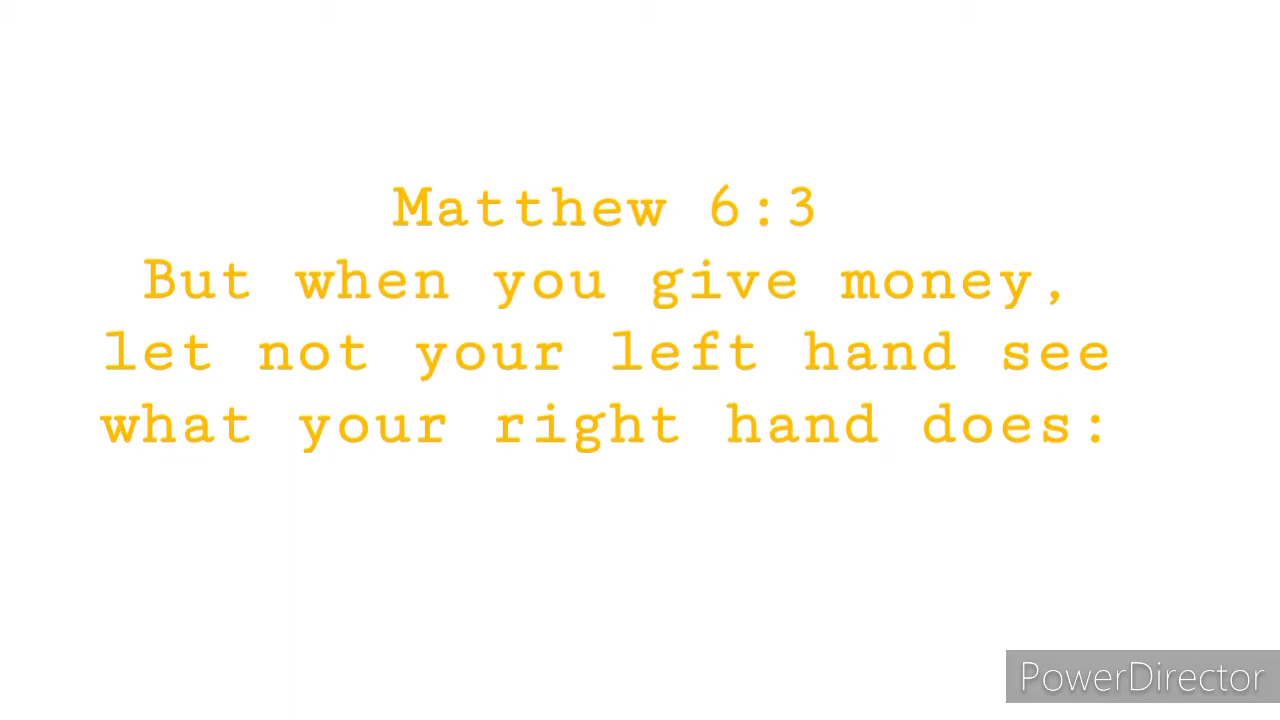 Matthew 6:3
But when you give money,
let not your left hand see
what your right hand does:
PowerDirector